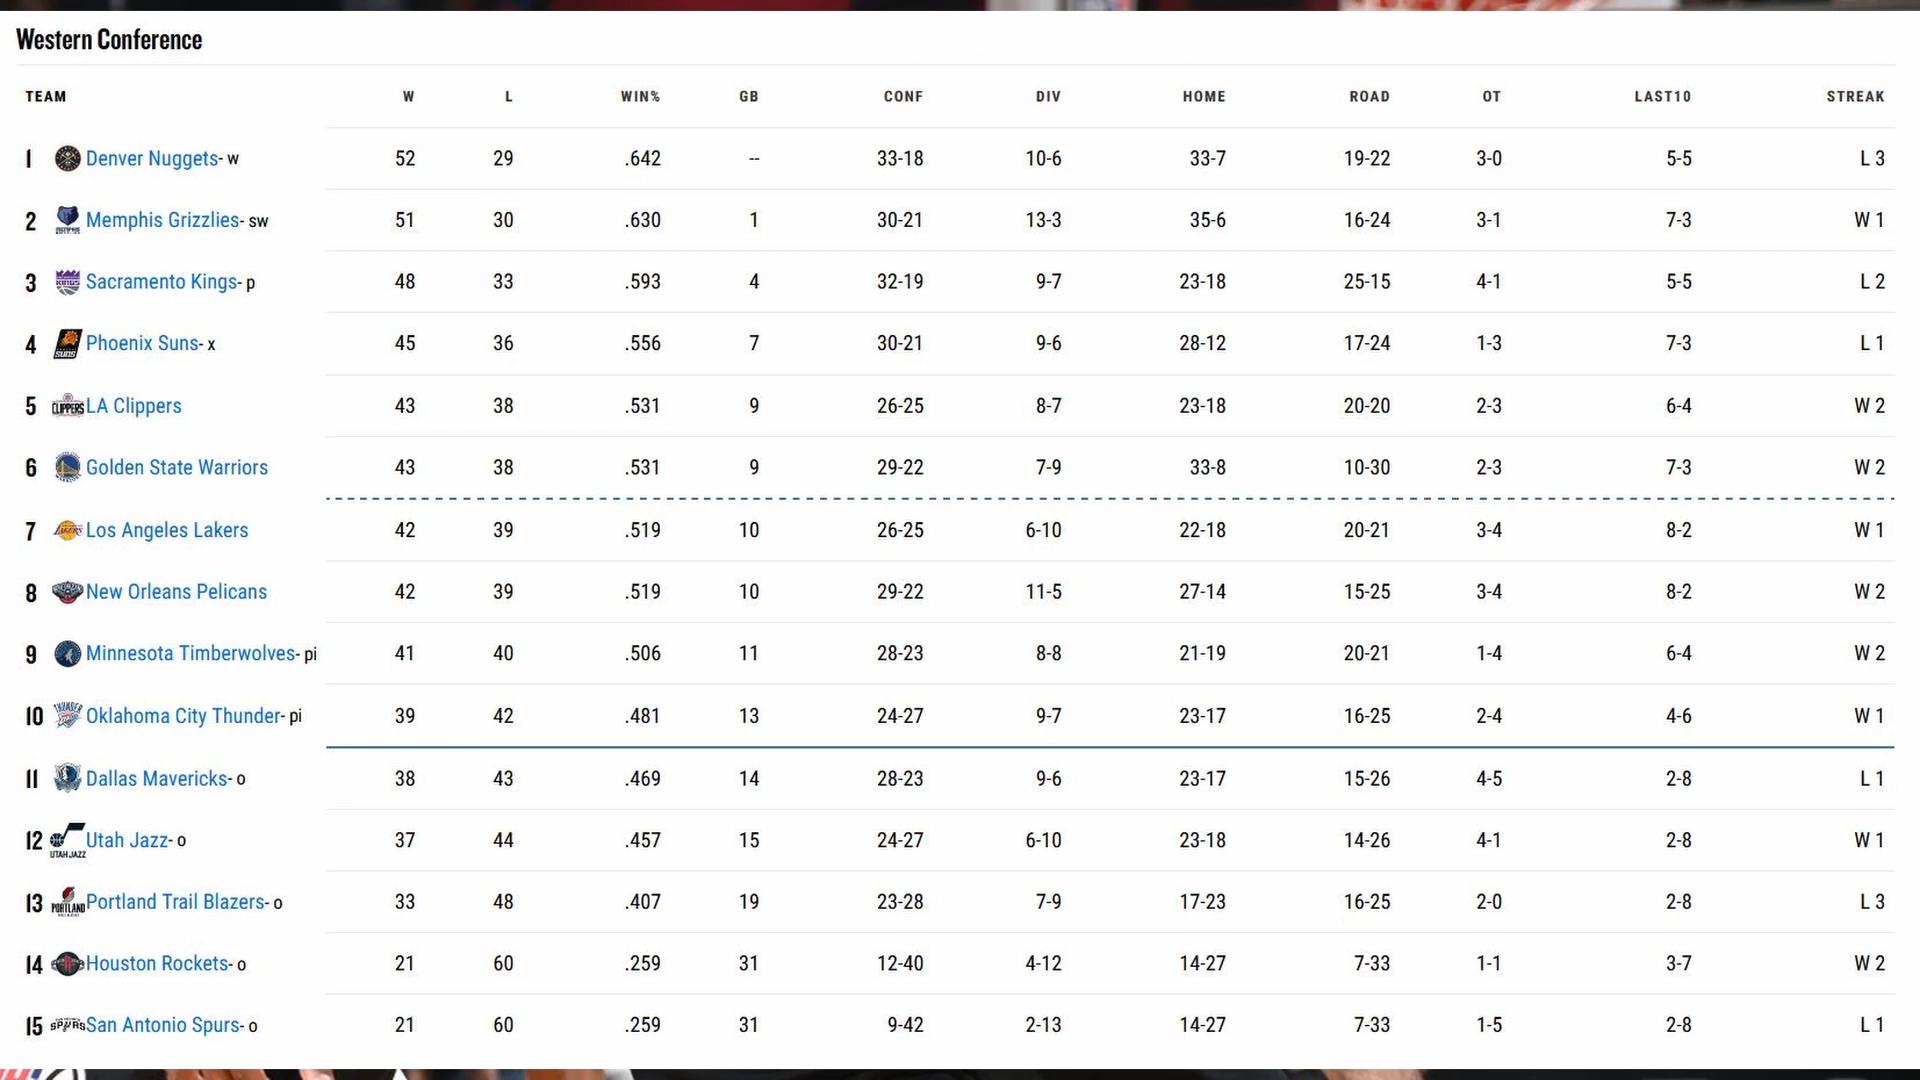 Western Conference
TEAM W L WIN% GB CONF DIV HOME ROAD OT LAST10 STREAK
1 Denver Nuggets- w 52 29 .642 -- 33-18 10-6 33-7 19-22 3-0 5-5 L 3
2 Memphis Grizzlies- sw 51 30 .630 1 30-21 13-3 35-6 16-24 3-1 7-3 W 1
3 KINGS Sacramento Kings- p 48 33 .593 4 32-19 9-7 23-18 25-15 4-1 5-5 L 2
4 SUNS Phoenix Suns- x 45 36 .556 7 30-21 9-6 28-12 17-24 1-3 7-3 L 1
5 CLIPPERS LA Clippers 43 38 .531 9 26-25 8-7 23-18 20-20 2-3 6-4 W 2
6 Golden State Warriors 43 38 .531 9 29-22 7-9 33-8 10-30 2-3 7-3 W 2
7 LAKERS Los Angeles Lakers 42 39 .519 10 26-25 6-10 22-18 20-21 3-4 8-2 W 1
8 New Orleans Pelicans 42 39 .519 10 29-22 11-5 27-14 15-25 3-4 8-2 W 2
9 Minnesota Timberwolves- pi 41 40 .506 11 28-23 8-8 21-19 20-21 1-4 6-4 W 2
10 THUNDER Oklahoma City Thunder- pi 39 42 .481 13 24-27 9-7 23-17 16-25 2-4 4-6 W 1
11 Dallas Mavericks- o 38 43 .469 14 28-23 9-6 23-17 15-26 4-5 2-8 L 1
12 UTAH JAZZ Utah Jazz- o 37 44 .457 15 24-27 6-10 23-18 14-26 4-1 2-8 W 1
13 PORTLAND Portland Trail Blazers- o 33 48 .407 19 23-28 7-9 17-23 16-25 2-0 2-8 L 3
14 Houston Rockets- o 21 60 .259 31 12-40 4-12 14-27 7-33 1-1 3-7 W 2
15 SPURS San Antonio Spurs- o 21 60 .259 31 9-42 2-13 14-27 7-33 1-5 2-8 L 1